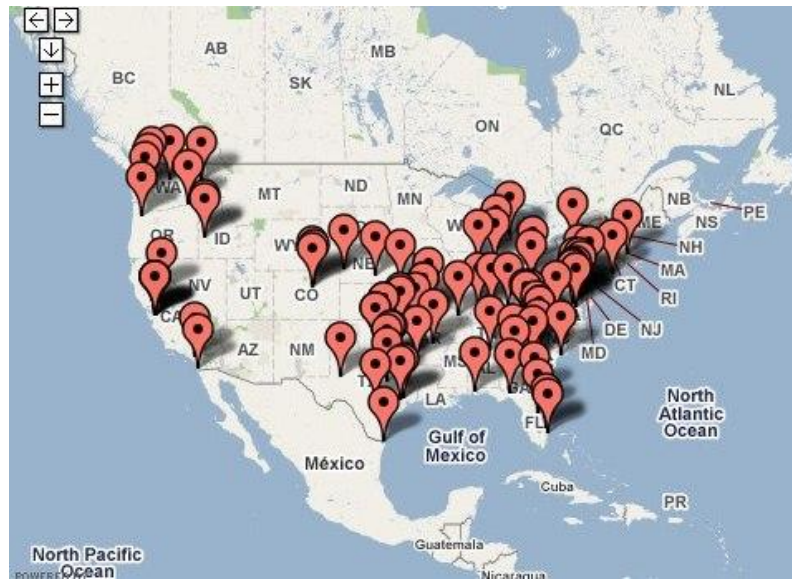 AB
MB
BC
SK
NL
ON
QC
WA
MT
ND
MN
NB
PE
NS
ME
OR
ID
WY
NH
NE
MA
NV
UT
CO
CT
RI
CA
DE
NJ
MD
AZ
NM
MS
LA
GA
FL
North
Atlantic
Ocean
Gulf of
Mexico
México
Cuba
PR
Guatemala
Nicaragua
North Pacific
Ocean
POWERED BY